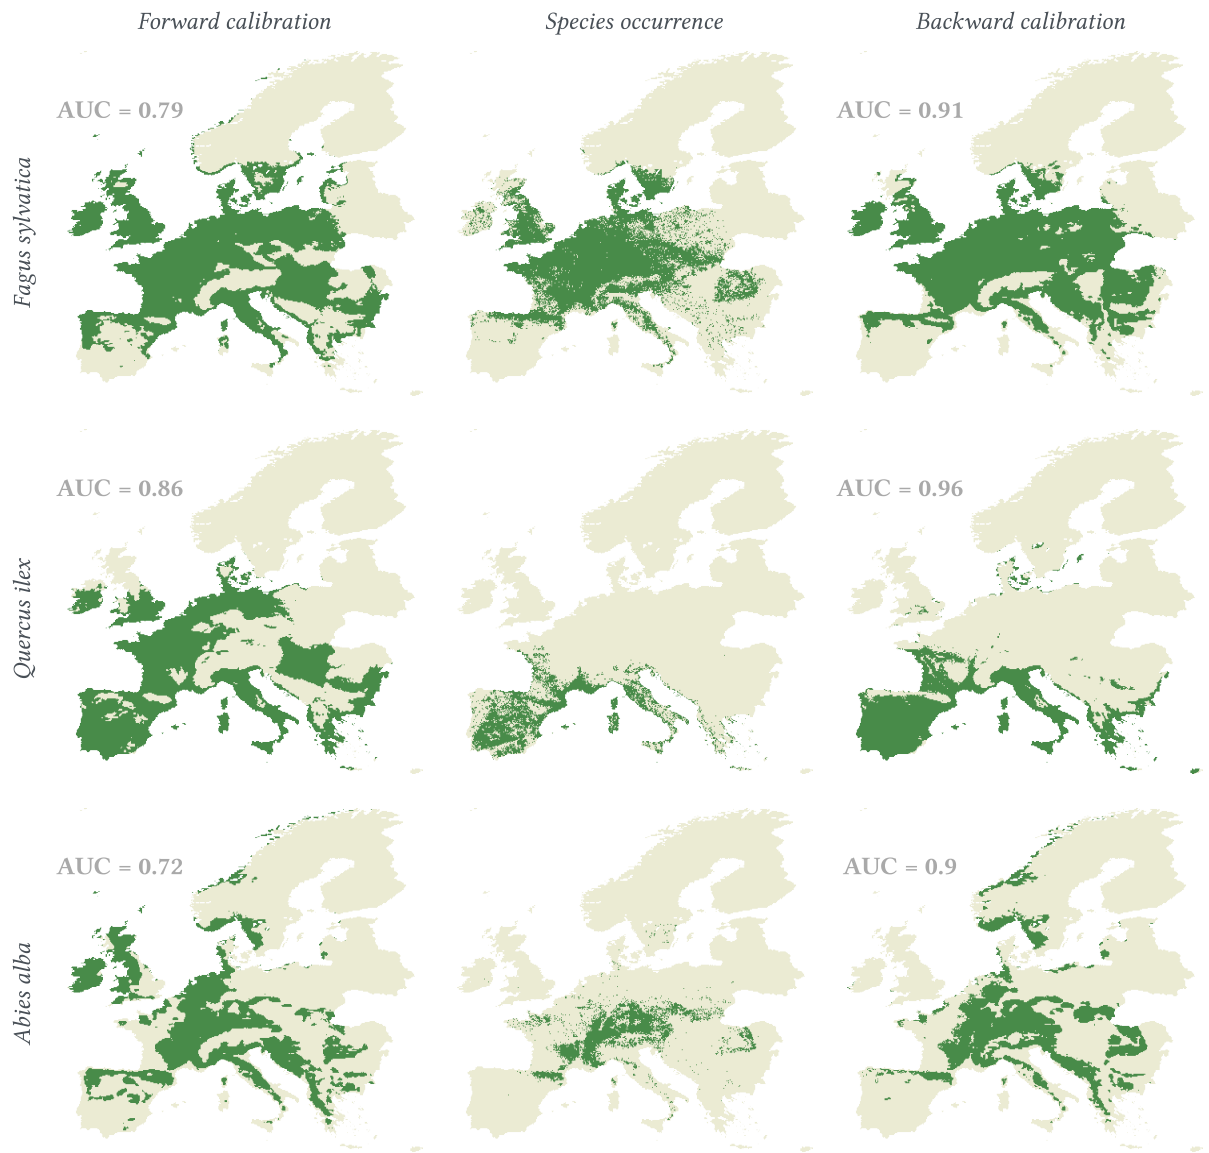 Forward calibration
Species occurrence
Backward calibration
Fagus sylvatica
AUC = 0.79
AUC = 0.91
Quercus ilex
AUC = 0.86
AUC = 0.96
Abies alba
AUC = 0.72
AUC = 0.9